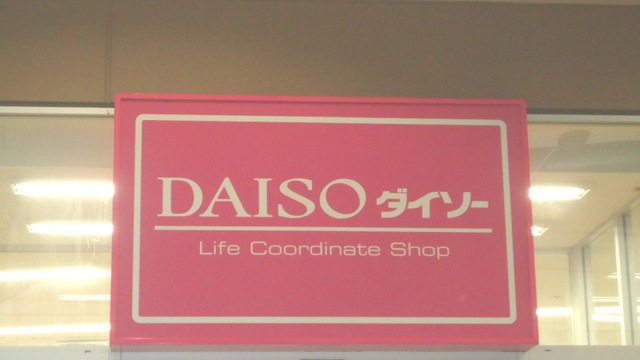 DAISO ダイソー
Life Coordinate Shop